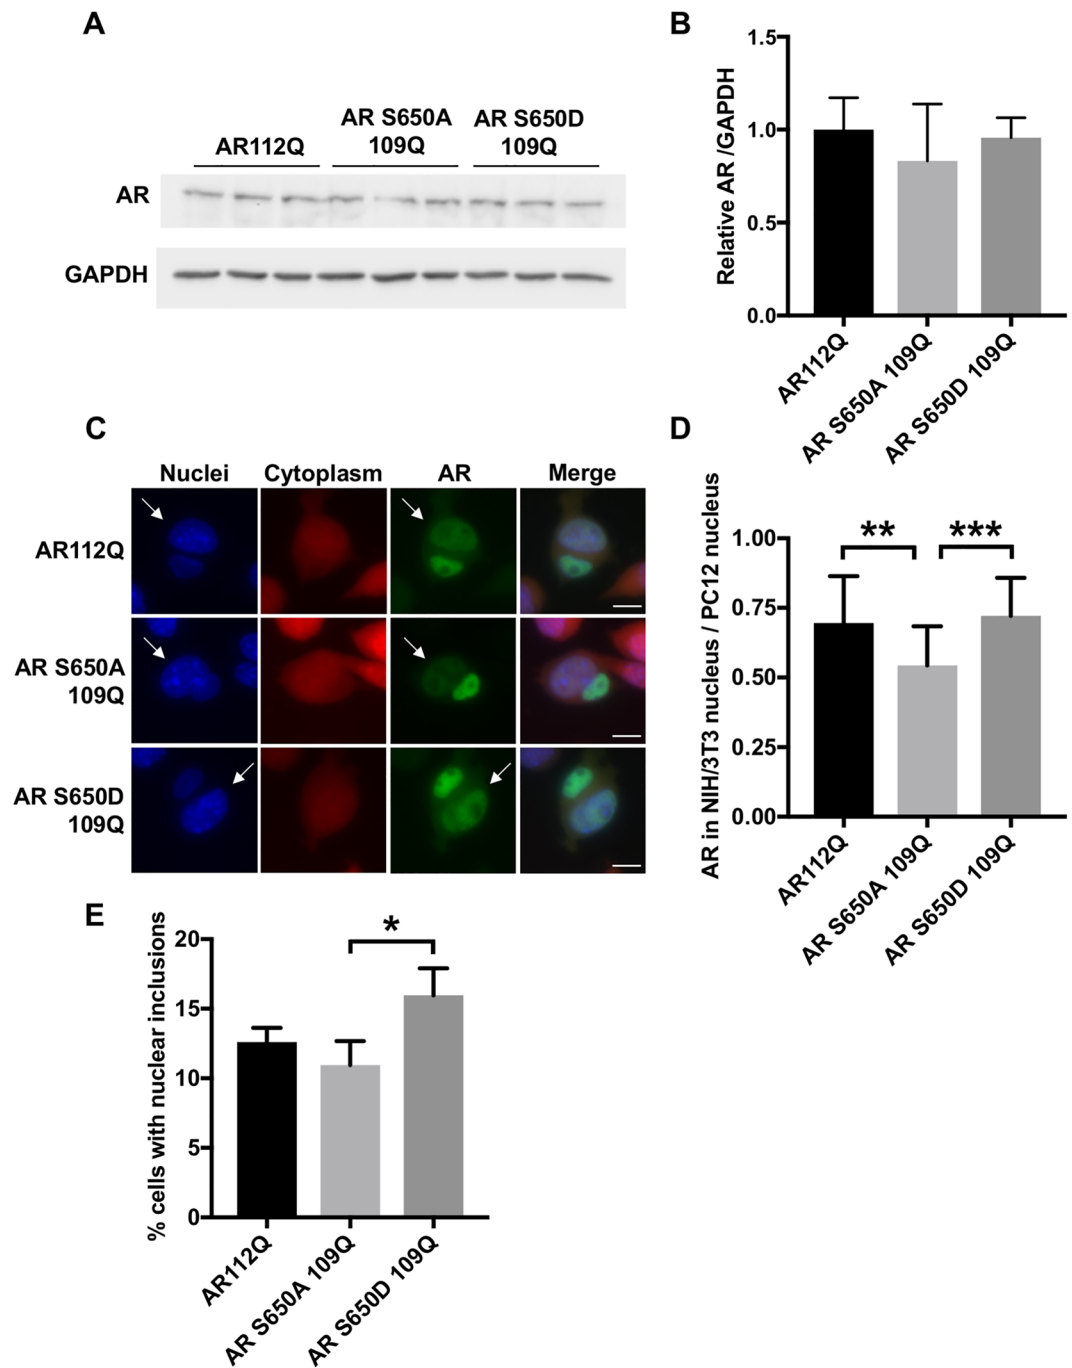 A
AR112Q
AR S650A
109Q
AR S650D
109Q
AR
GAPDH
B
Relative AR /GAPDH
1.5
1.0
0.5
0.0
AR112Q
AR S650A 109Q
AR S650D 109Q
C
Nuclei
Cytoplasm
AR
Merge
AR112Q
AR S650A
109Q
AR S650D
109Q
D
AR in NIH/3T3 nucleus / PC12 nucleus
1.00
0.75
0.50
0.25
0.00
**
***
AR112Q
AR S650A 109Q
AR S650D 109Q
E
% cells with nuclear inclusions
20
15
10
5
0
*
AR112Q
AR S650A 109Q
AR S650D 109Q